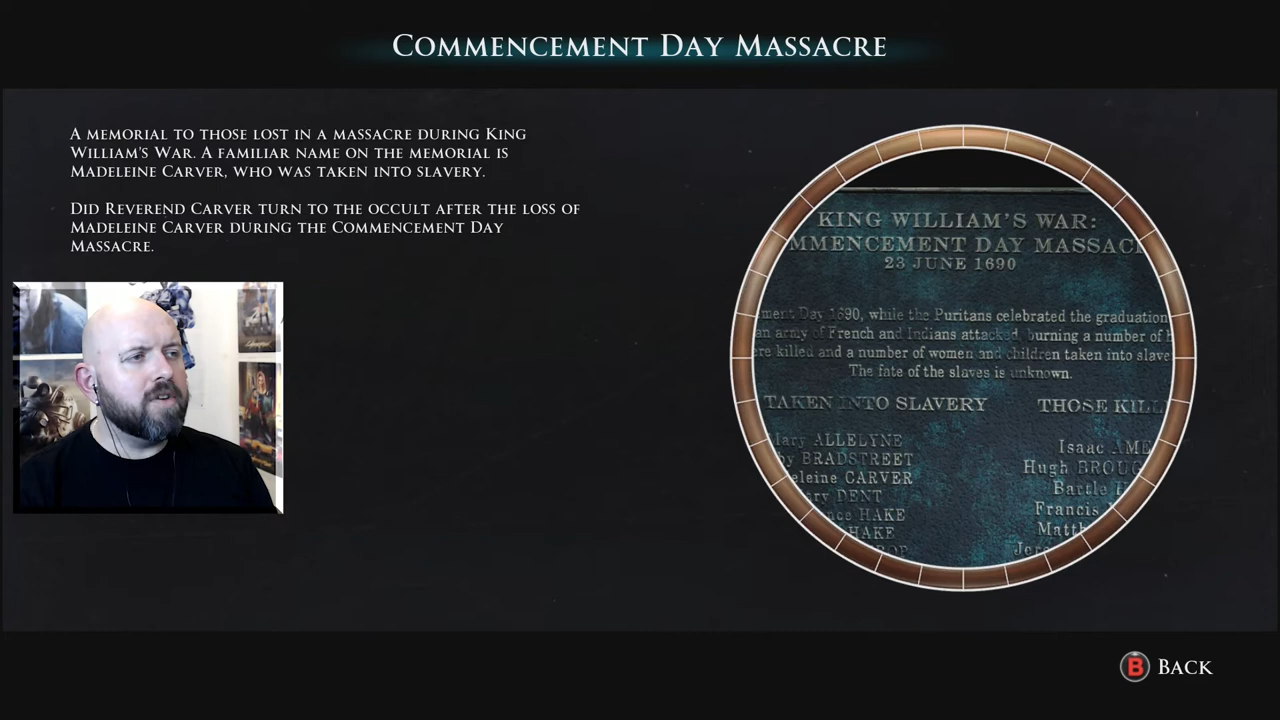 Commencement Day Massacre
A memorial to those lost in a massacre during King
William's War. A familiar name on the memorial is
Madeleine Carver, who was taken into slavery.
Did Reverend Carver turn to the occult after the loss of
Madeleine Carver during the Commencement Day
Massacre.
KING WILLIAM'S WAR:
MMENCEMENT DAY MASSAC
23 JUNE 1690
ment Day 1690, while the Puritans celebrated the graduation
an army of French and Indians attacked, burning a number of
ere killed and a number of women and children taken into slave
The fate of the slaves is unknown.
TAKEN INTO SLAVERY
Mary ALLELYNE
by BRADSTREET
eleine CARVER
ary DENT
nce HAKE
HAKE
THOSE KILL
Isaac AME
Hugh BROUG
Bartle H
Francis
Matth
Jer
B Back